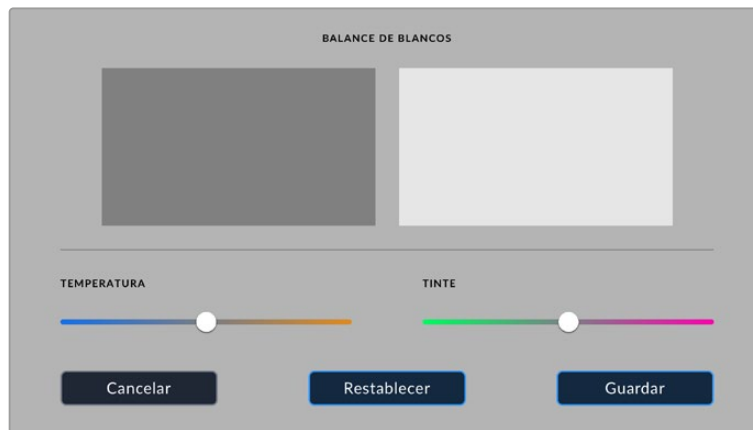 BALANCE DE BLANCOS
TEMPERATURA
TINTE
Cancelar
Restablecer
Guardar